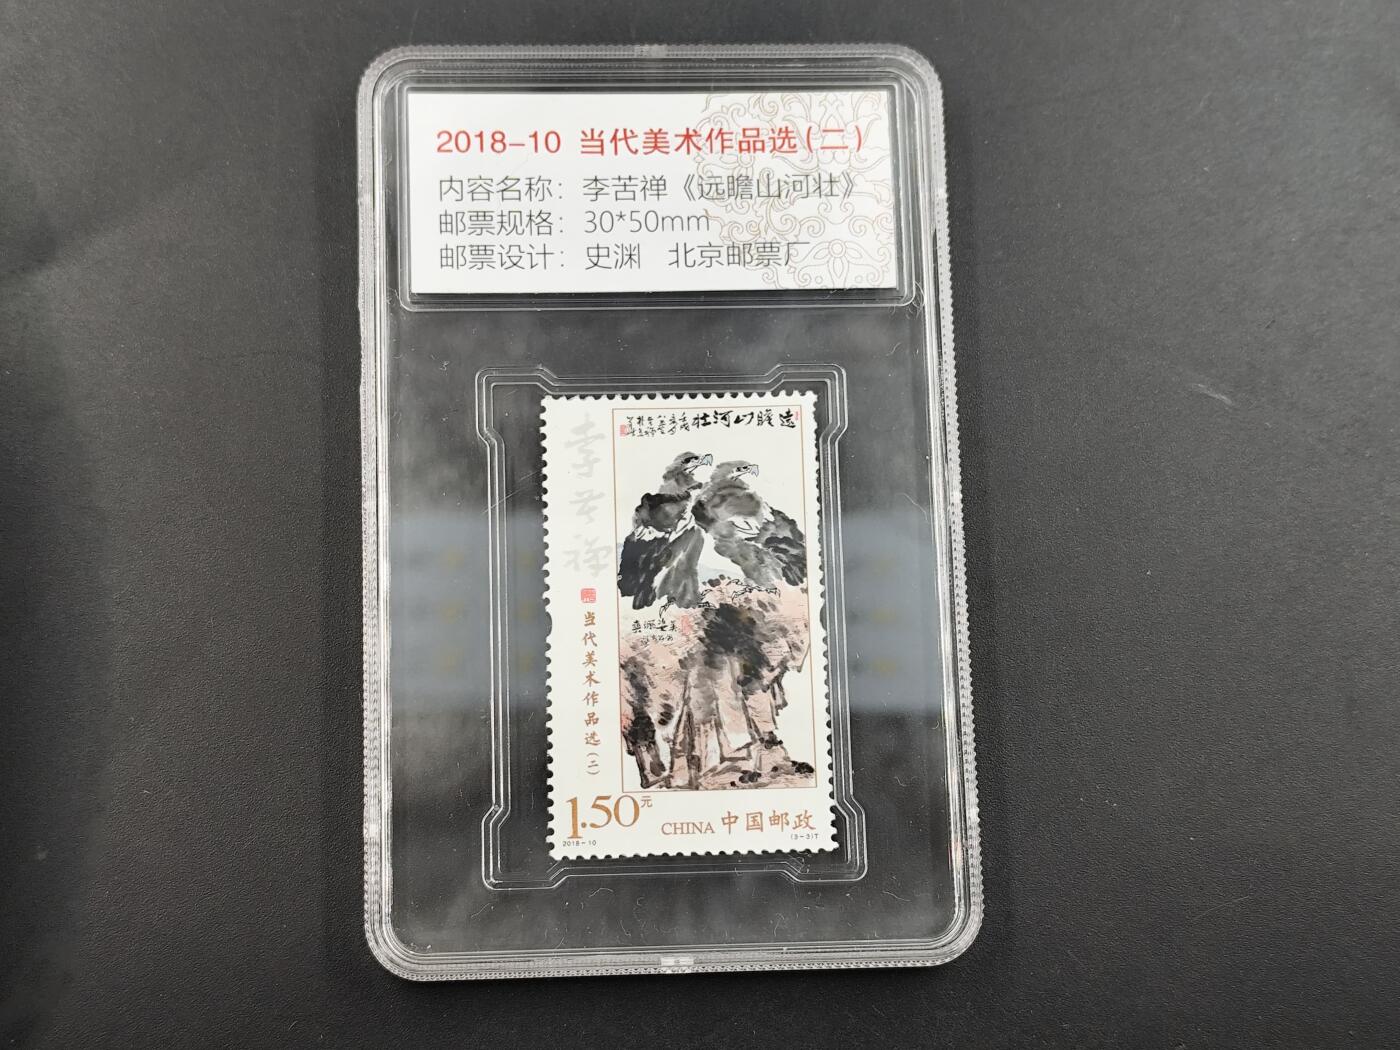 2018-10 当代美术作品选(二)
内容名称：李苦禅《远瞻山河壮》
邮票规格：30*50mm
邮票设计：史渊 北京邮票厂
遠瞻山河壮
李苦禅
当代美术作品选(二)
1.50元
CHINA 中国邮政
2018-10
(3-3)T